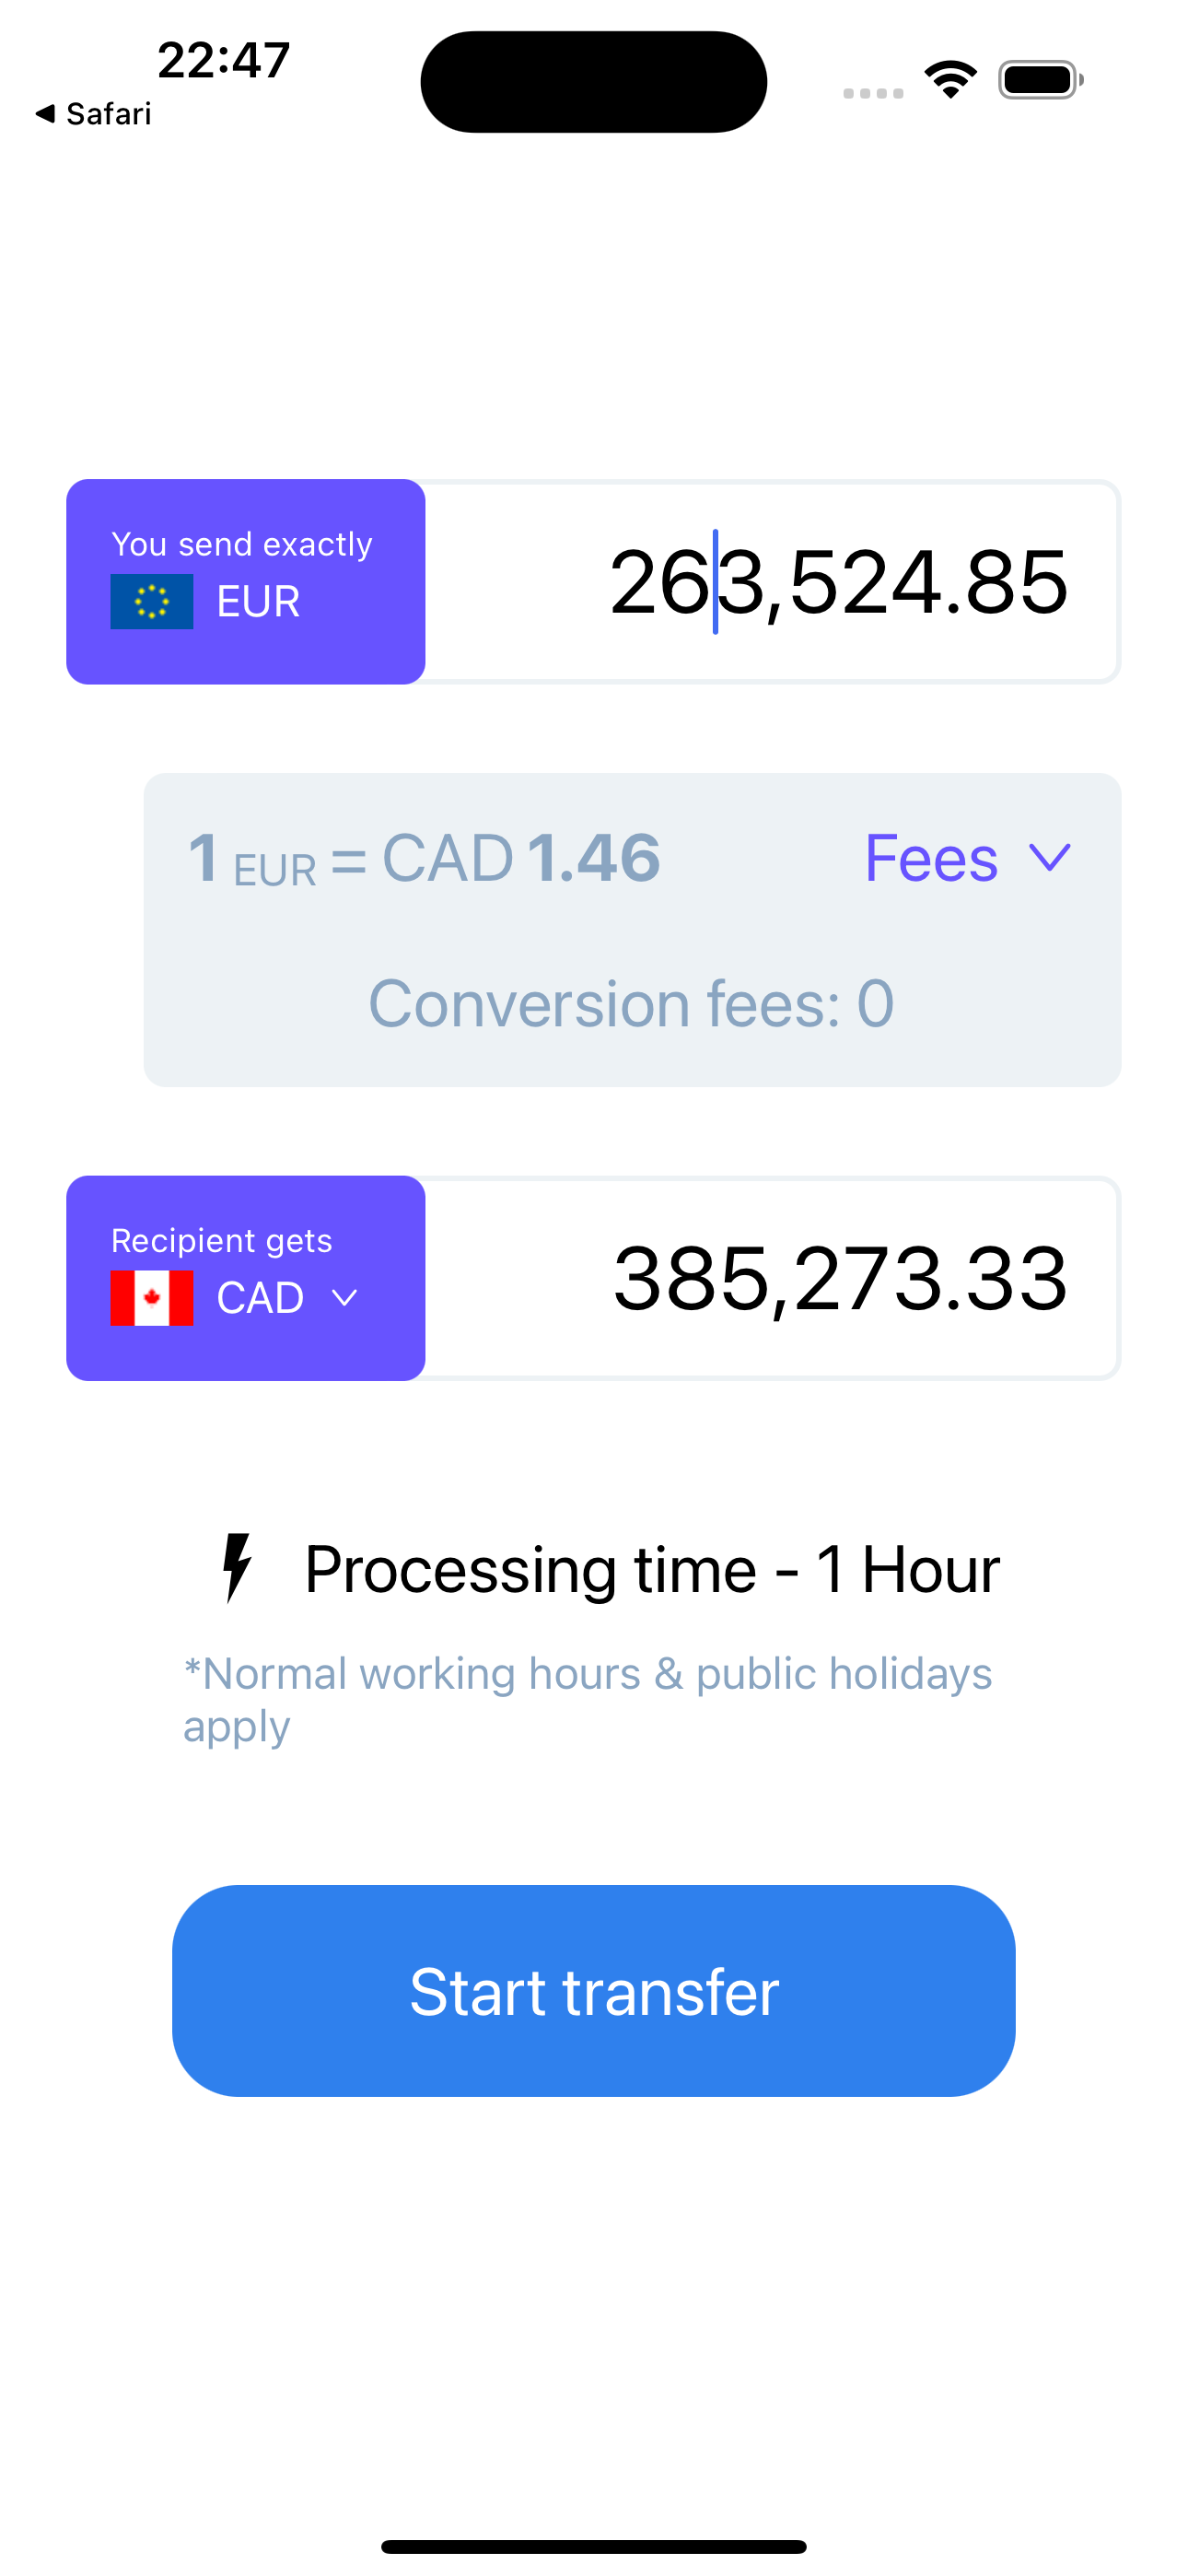 22:47
Safari
You send exactly
EUR
263,524.85
1 EUR = CAD 1.46
Fees
Conversion fees: 0
Recipient gets
CAD
385,273.33
Processing time - 1 Hour
*Normal working hours & public holidays
apply
Start transfer